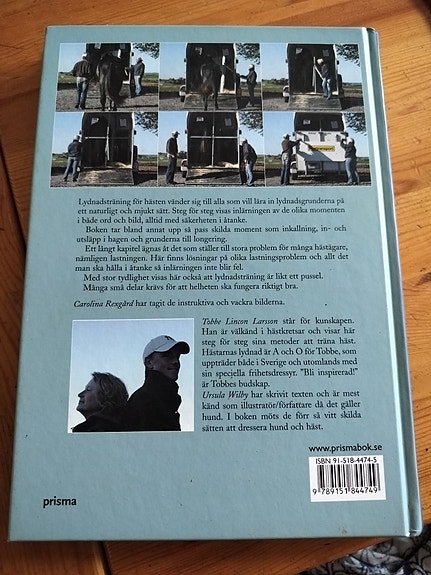 Lydnadsträning för hästen vänder sig till alla som vill lära in lydnadsgrunderna på
ett naturligt och mjukt sätt. Steg för steg visas inlärningen av de olika momenten
i både ord och bild, alltid med säkerheten i åtanke.
Boken tar bland annat upp så pass skilda moment som inkallning, in- och
utsläpp i hagen och grunderna till longering.
Ett långt kapitel ägnas åt det som ställer till stora problem för många hästägare,
nämligen lastningen. Här finns lösningar på olika lastningsproblem och allt det
man ska hålla i åtanke så inlärningen inte blir fel.
Med stor tydlighet visas här också att lydnadsträning är likt ett pussel.
Många små delar krävs för att helheten ska fungera riktigt bra.
Carolina Rexgård har tagit de instruktiva och vackra bilderna.
Tobbe Lincon Larsson står för kunskapen.
Han är välkänd i hästkretsar och visar här
steg för steg sina metoder att träna häst.
Hästarnas lydnad är A och O för Tobbe, som
uppträder både i Sverige och utomlands med
sin speciella frihetsdressyr. "Bli inspirerad!"
är Tobbes budskap.
Ursula Wilby har skrivit texten och är mest
känd som illustratör/författare då det gäller
hund. I boken möts de förr så vitt skilda
sätten att dressera hund och häst.
www.prismabok.se
ISBN 91-518-4474-5
9 789151 844749
prisma